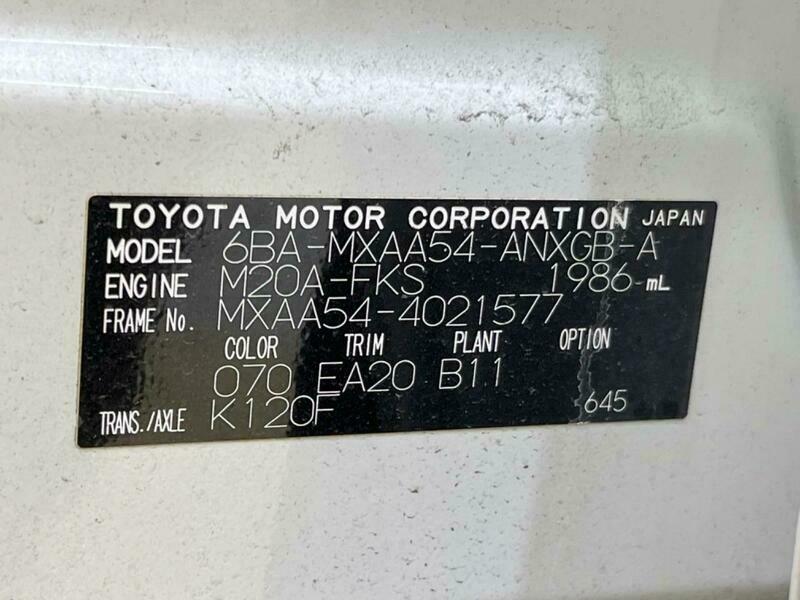 TOYOTA MOTOR CORPORATION JAPAN
MODEL 6BA-MXAA54-ANXGB-A
ENGINE M20A-FKS 1986 mL
FRAME No. MXAA54-4021577
COLOR TRIM PLANT OPTION
070 EA20 B11
TRANS./AXLE K120F 645